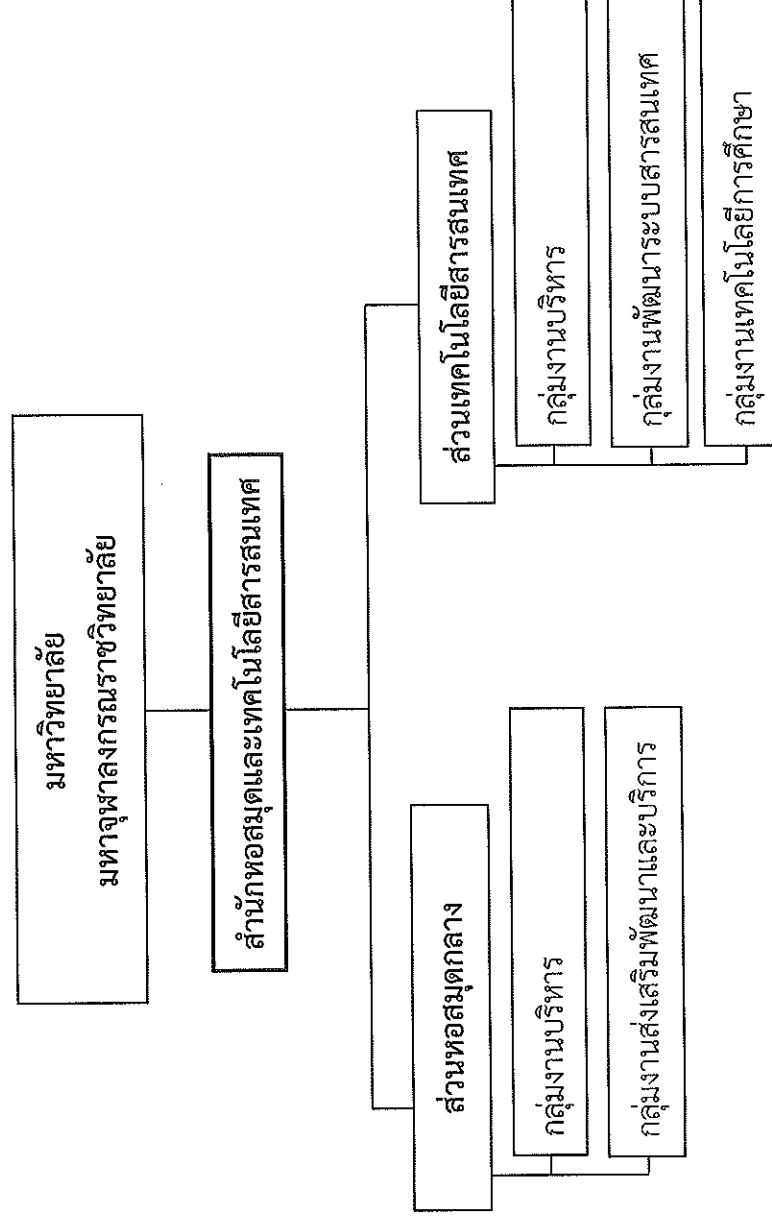 มหาวิทยาลัย
มหาจุฬาลงกรณราชวิทยาลัย
สำนักหอสมุดและเทคโนโลยีสารสนเทศ
ส่วนหอสมุดกลาง
กลุ่มงานบริหาร
กลุ่มงานส่งเสริมพัฒนาและบริการ
ส่วนเทคโนโลยีสารสนเทศ
กลุ่มงานบริหาร
กลุ่มงานพัฒนาระบบสารสนเทศ
กลุ่มงานเทคโนโลยีการศึกษา